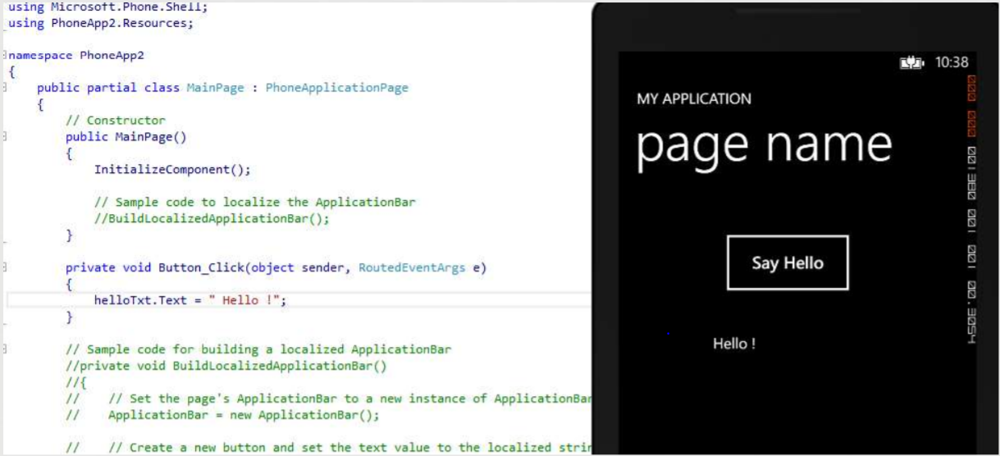 using Microsoft.Phone.Shell;
using PhoneApp2.Resources;
namespace PhoneApp2
{
public partial class MainPage : PhoneApplicationPage
{
// Constructor
public MainPage()
{
InitializeComponent();
// Sample code to localize the ApplicationBar
//BuildLocalizedApplicationBar();
}
private void Button_Click(object sender, RoutedEventArgs e)
{
helloTxt.Text = " Hello !";
}
// Sample code for building a localized ApplicationBar
//private void BuildLocalizedApplicationBar()
//{
//    // Set the page's ApplicationBar to a new instance of ApplicationBar
//    ApplicationBar = new ApplicationBar();
//    // Create a new button and set the text value to the localized strin
10:38
MY APPLICATION
page name
Say Hello
Hello !